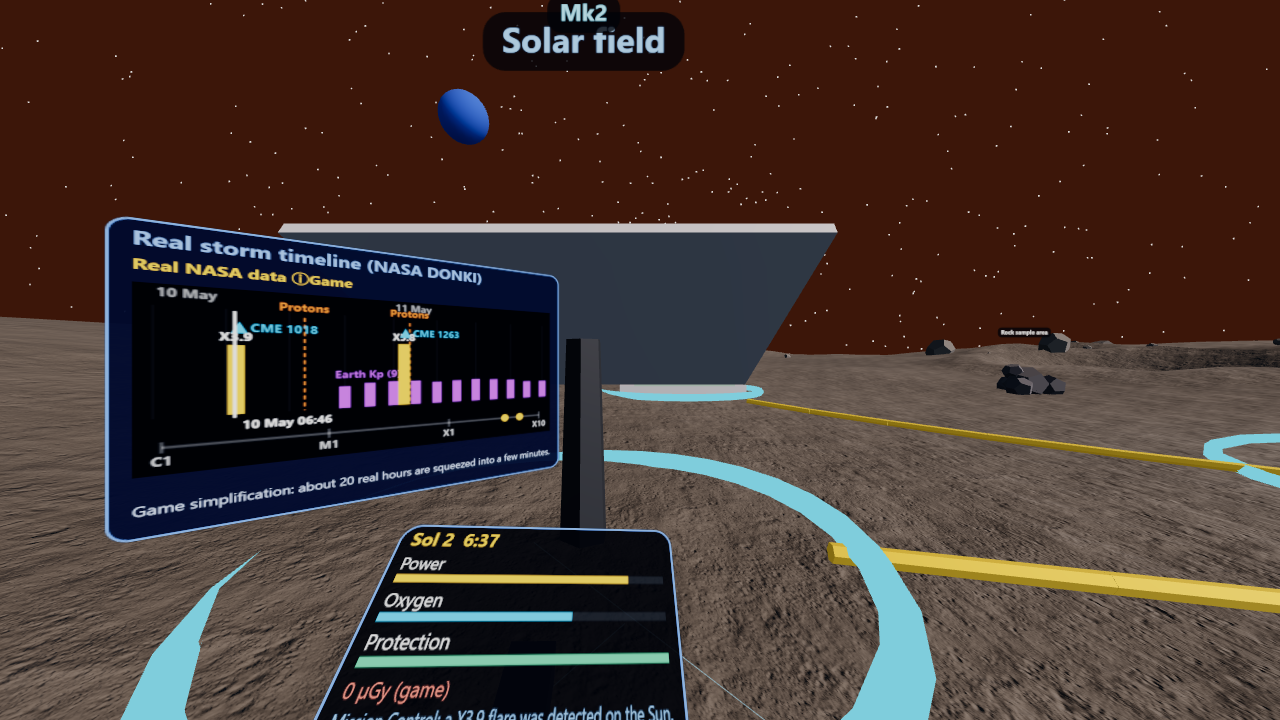 Mk2
Solar field
Real storm timeline (NASA DONKI)
Real NASA data ⓘGame
10 May
11 May
Protons
Protons
CME 1018
CME 1263
X3.9
Earth Kp (9
10 May 06:46
C1
M1
X1
X10
Game simplification: about 20 real hours are squeezed into a few minutes.
Rock sample area
Sol 2 6:37
Power
Oxygen
Protection
0 µGy (game)
Mission Control: a X3.9 flare was detected on the Sun.